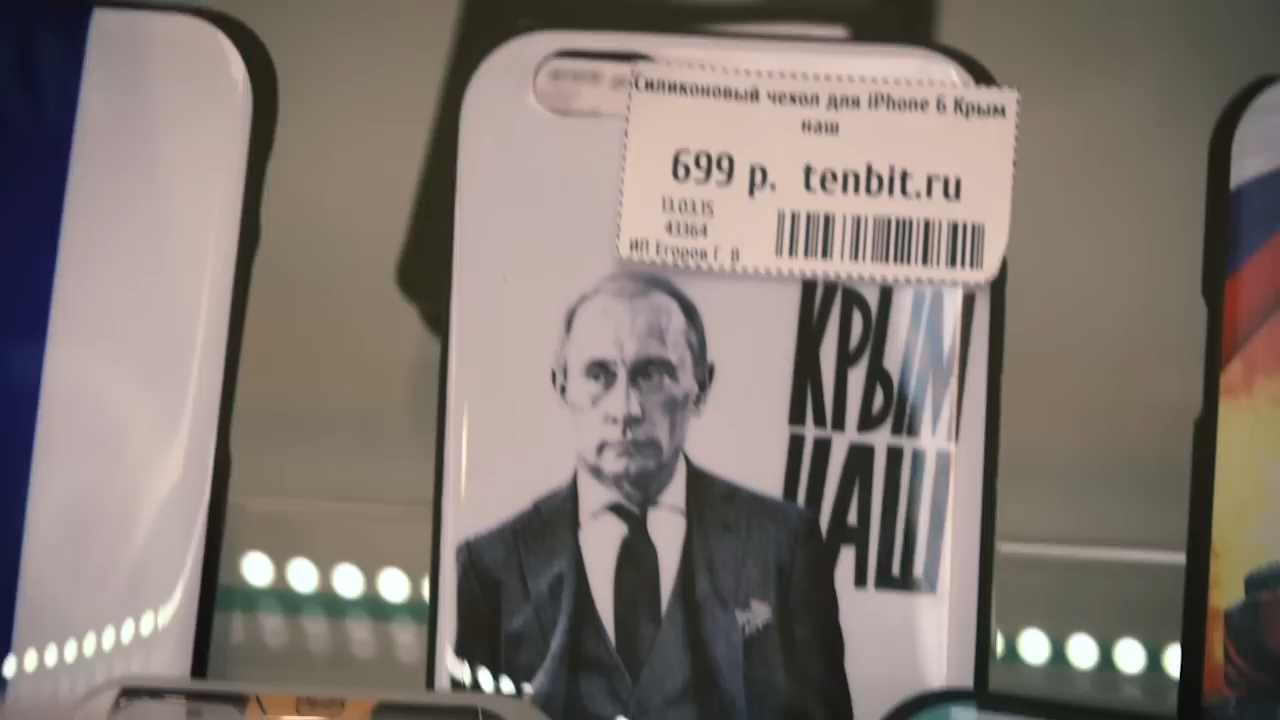 Силиконовый чехол для iPhone 6 Крым
наш
699 р. tenbit.ru
13.03.15
43364
ИП Егоров Г. В
КРЫМ
НАШ